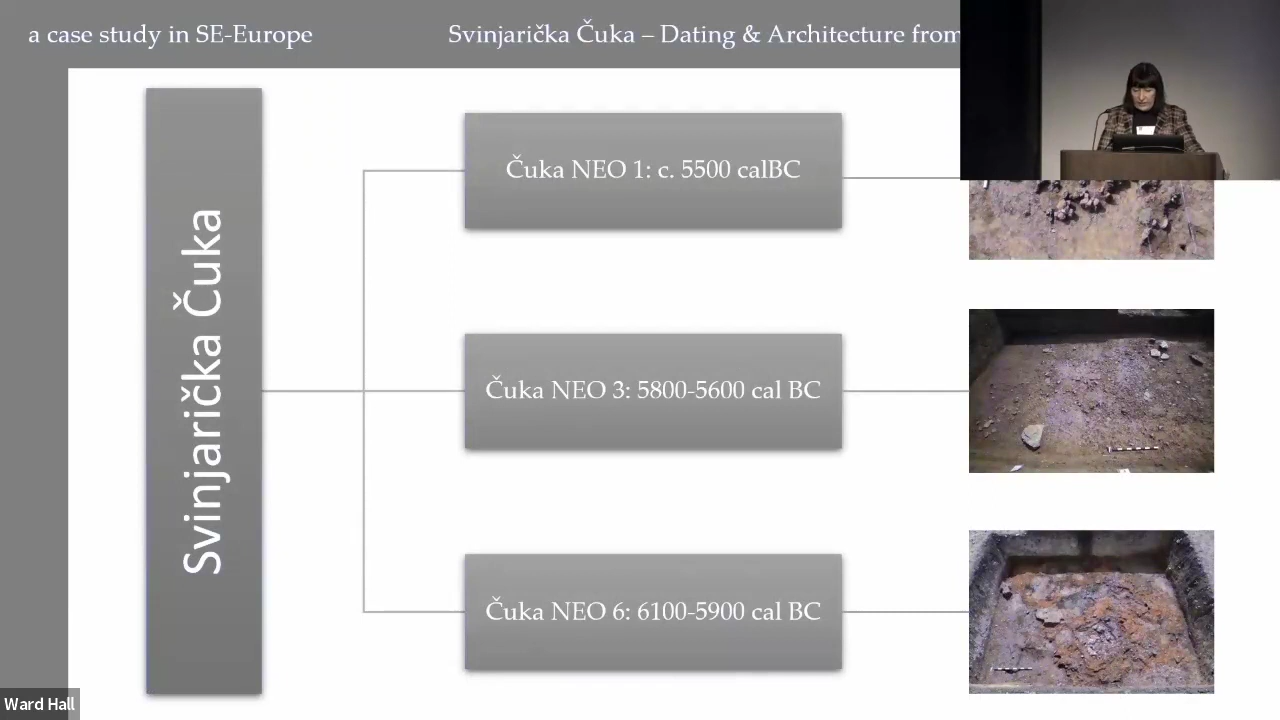 a case study in SE-Europe
Svinjarička Čuka – Dating & Architecture from
Svinjarička Čuka
Čuka NEO 1: c. 5500 calBC
Čuka NEO 3: 5800-5600 cal BC
Čuka NEO 6: 6100-5900 cal BC
Ward Hall